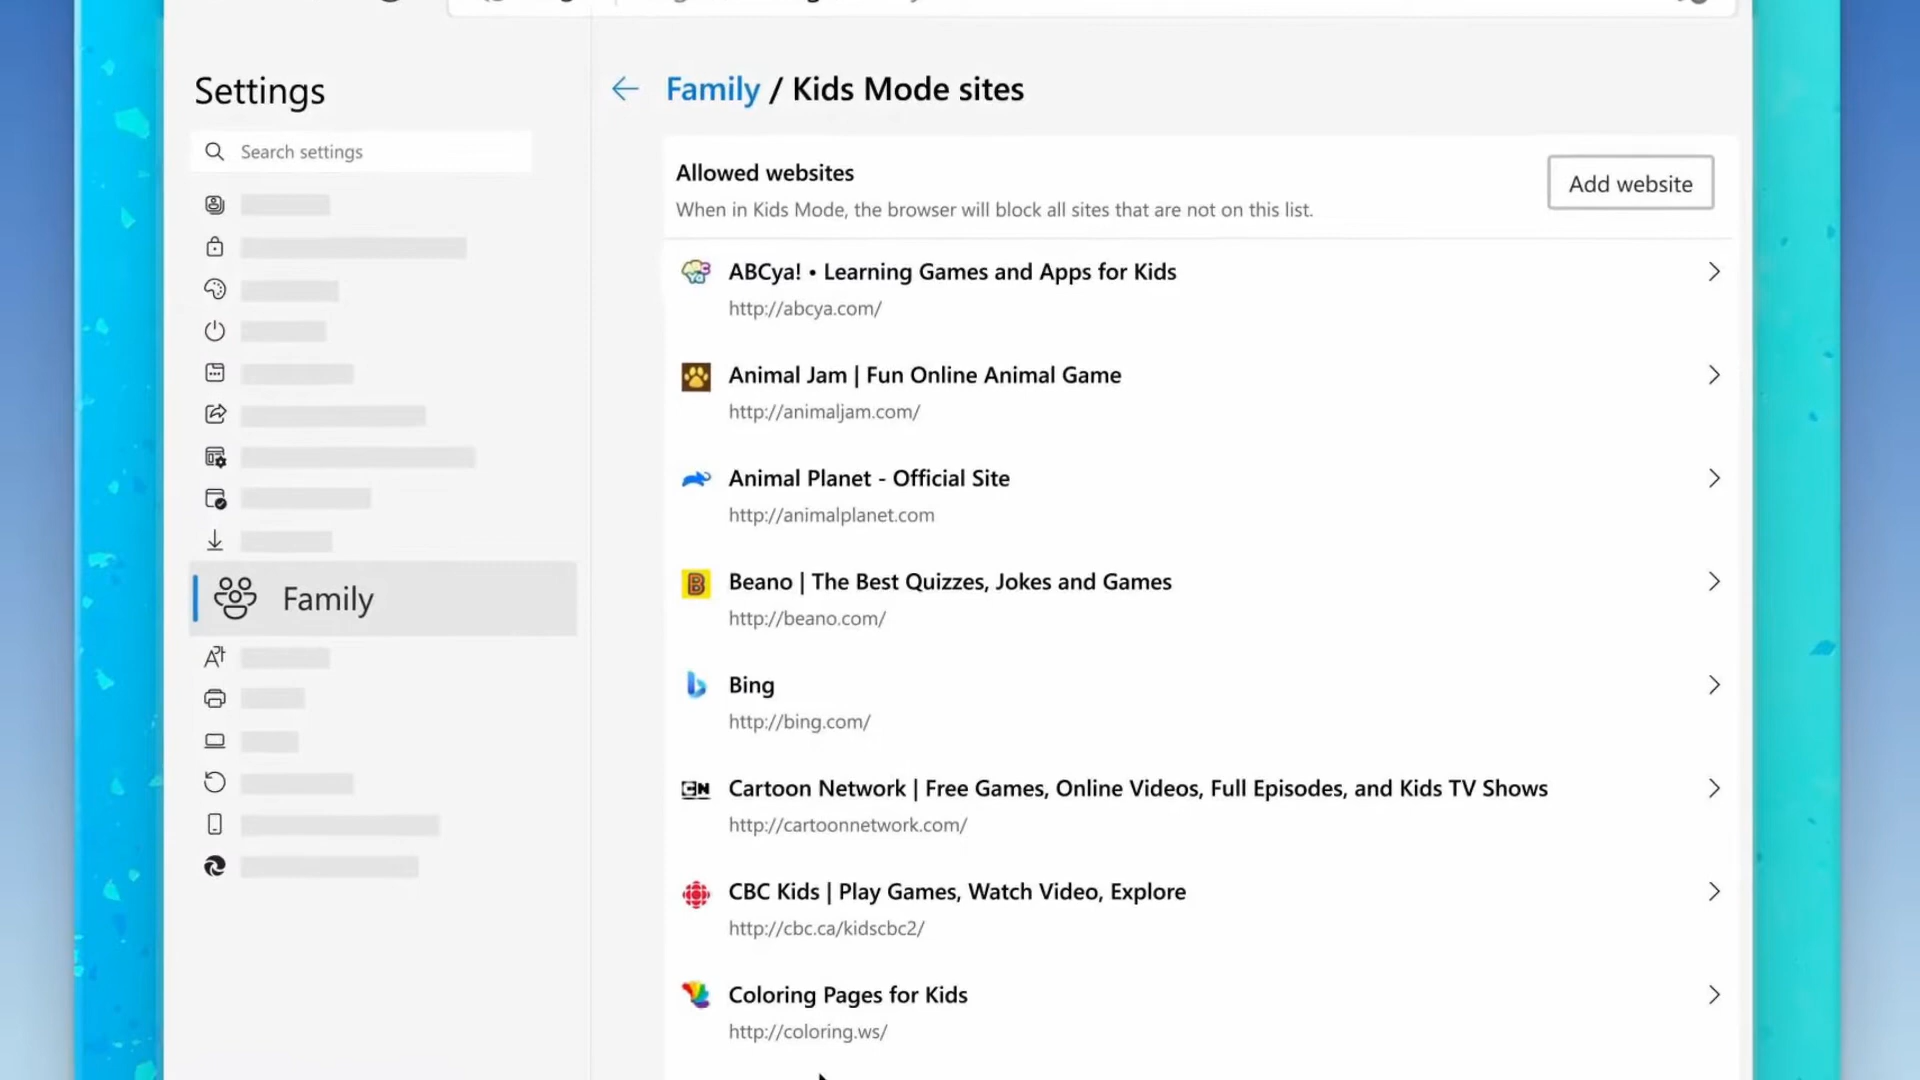 Settings
Search settings
Family
Family / Kids Mode sites
Allowed websites
When in Kids Mode, the browser will block all sites that are not on this list.
Add website
ABCya! • Learning Games and Apps for Kids
http://abcya.com/
Animal Jam | Fun Online Animal Game
http://animaljam.com/
Animal Planet - Official Site
http://animalplanet.com
Beano | The Best Quizzes, Jokes and Games
http://beano.com/
Bing
http://bing.com/
Cartoon Network | Free Games, Online Videos, Full Episodes, and Kids TV Shows
http://cartoonnetwork.com/
CBC Kids | Play Games, Watch Video, Explore
http://cbc.ca/kidscbc2/
Coloring Pages for Kids
http://coloring.ws/